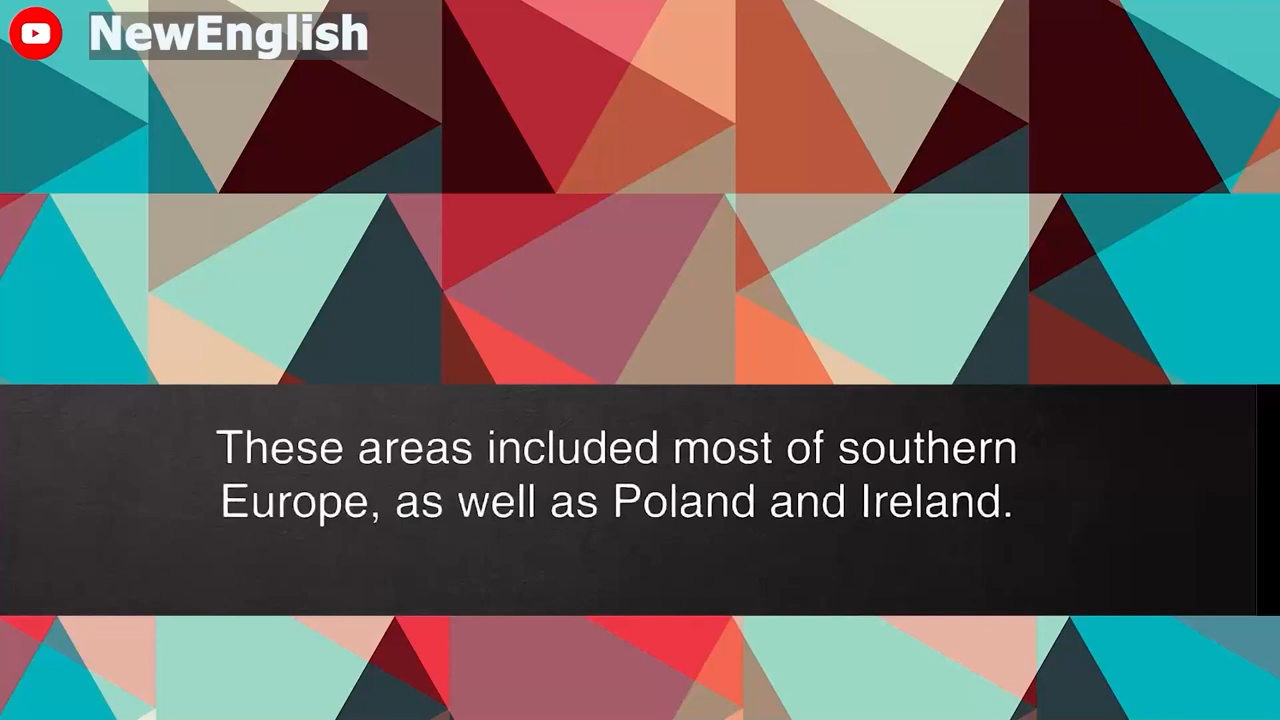 NewEnglish
These areas included most of southern
Europe, as well as Poland and Ireland.